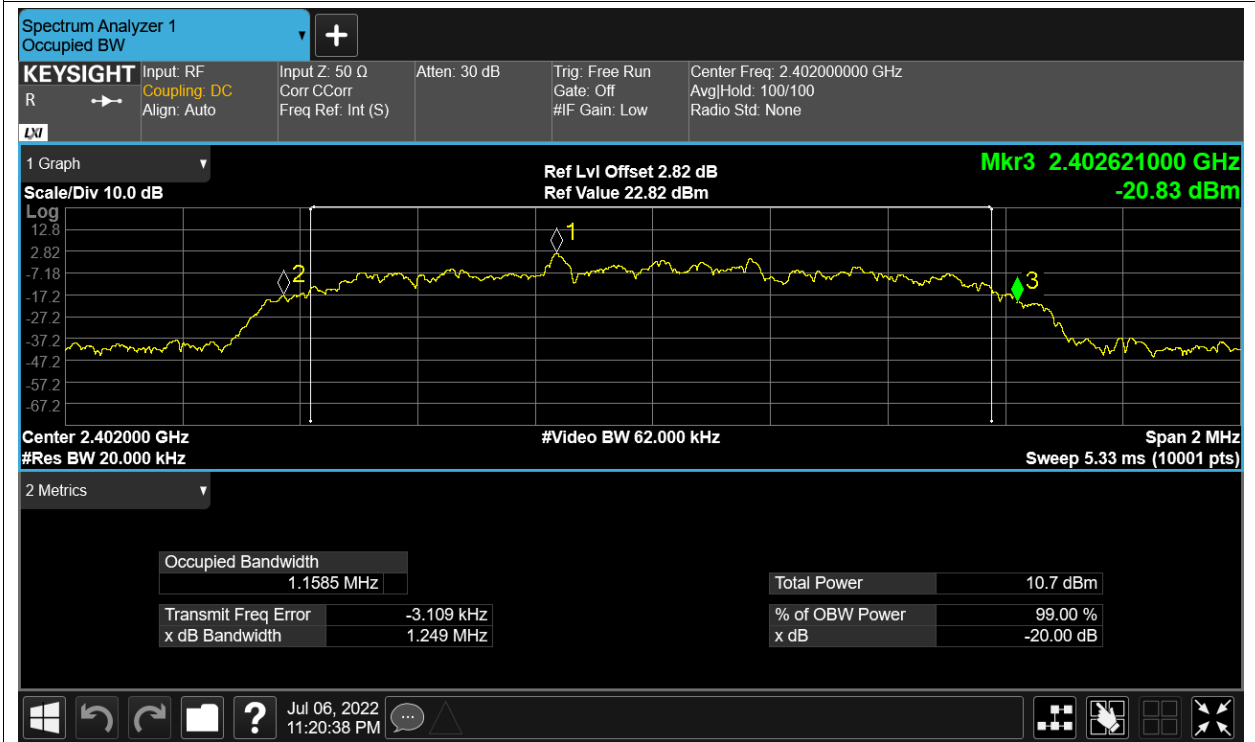 Spectrum Analyzer 1
Occupied BW
KEYSIGHT
R
LXI
Input: RF
Coupling: DC
Align: Auto
Input Z: 50 Ω
Corr CCorr
Freq Ref: Int (S)
Atten: 30 dB
Trig: Free Run
Gate: Off
#IF Gain: Low
Center Freq: 2.402000000 GHz
Avg|Hold: 100/100
Radio Std: None
1 Graph
Scale/Div 10.0 dB
Ref Lvl Offset 2.82 dB
Ref Value 22.82 dBm
Mkr3 2.402621000 GHz
-20.83 dBm
Log
12.8
2.82
-7.18
-17.2
-27.2
-37.2
-47.2
-57.2
-67.2
1
2
3
Center 2.402000 GHz
#Res BW 20.000 kHz
#Video BW 62.000 kHz
Span 2 MHz
Sweep 5.33 ms (10001 pts)
2 Metrics
Occupied Bandwidth
1.1585 MHz
Transmit Freq Error -3.109 kHz
x dB Bandwidth 1.249 MHz
Total Power 10.7 dBm
% of OBW Power 99.00 %
x dB -20.00 dB
?
Jul 06, 2022
11:20:38 PM